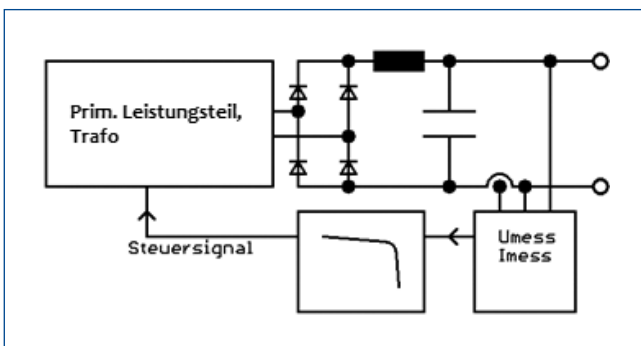 Prim. Leistungsteil,
Trafo
Steuersignal
Umess
Imess